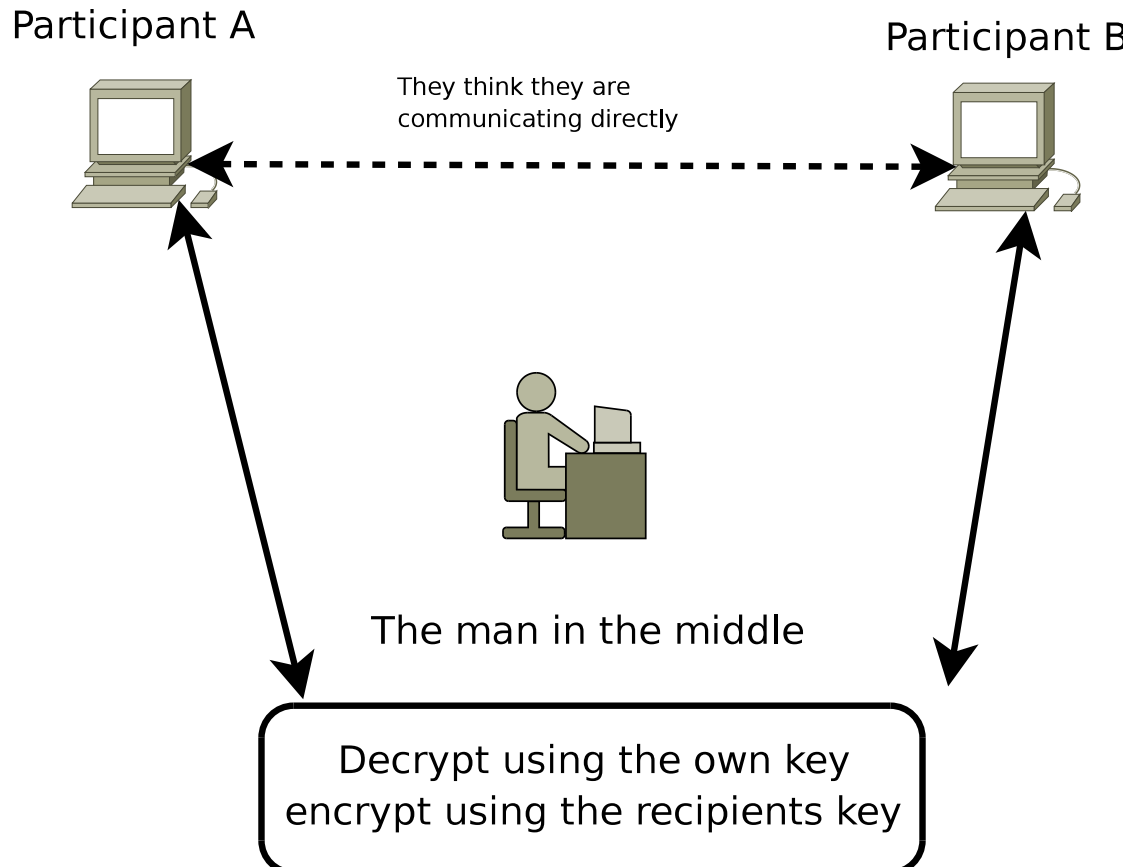 Participant A
Participant B
They think they are
communicating directly
The man in the middle
Decrypt using the own key
encrypt using the recipients key